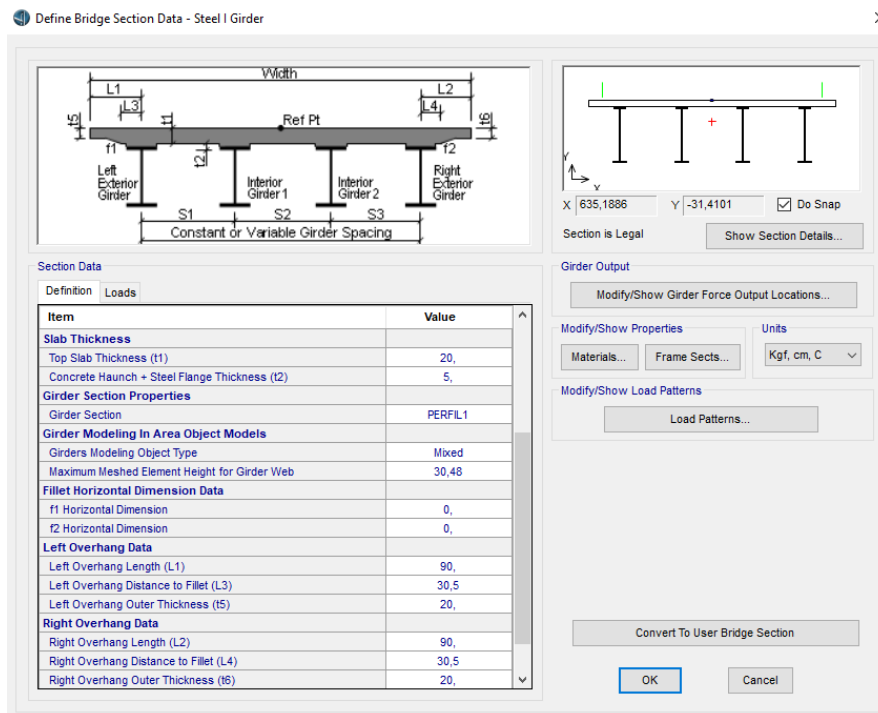 Define Bridge Section Data - Steel I Girder
Width
L1
L2
L3
L4
t5
t1
Ref Pt
t6
f1
t2
f2
Left Exterior Girder
Interior Girder 1
Interior Girder 2
Right Exterior Girder
S1
S2
S3
Constant or Variable Girder Spacing
Y
X
X 635,1886 Y -31,4101 Do Snap
Section is Legal Show Section Details...
Section Data
Definition Loads
Item Value
Slab Thickness
Top Slab Thickness (t1) 20,
Concrete Haunch + Steel Flange Thickness (t2) 5,
Girder Section Properties
Girder Section PERFIL1
Girder Modeling In Area Object Models
Girders Modeling Object Type Mixed
Maximum Meshed Element Height for Girder Web 30,48
Fillet Horizontal Dimension Data
f1 Horizontal Dimension 0,
f2 Horizontal Dimension 0,
Left Overhang Data
Left Overhang Length (L1) 90,
Left Overhang Distance to Fillet (L3) 30,5
Left Overhang Outer Thickness (t5) 20,
Right Overhang Data
Right Overhang Length (L2) 90,
Right Overhang Distance to Fillet (L4) 30,5
Right Overhang Outer Thickness (t6) 20,
Girder Output
Modify/Show Girder Force Output Locations...
Modify/Show Properties
Materials... Frame Sects...
Units
Kgf, cm, C
Modify/Show Load Patterns
Load Patterns...
Convert To User Bridge Section
OK Cancel